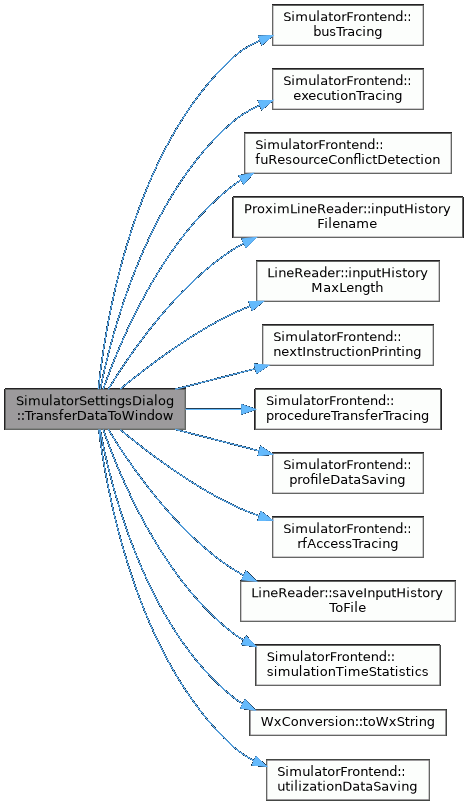 SimulatorFrontend::
busTracing
SimulatorFrontend::
executionTracing
SimulatorFrontend::
fuResourceConflictDetection
ProximLineReader::inputHistory
Filename
LineReader::inputHistory
MaxLength
SimulatorFrontend::
nextInstructionPrinting
SimulatorSettingsDialog
::TransferDataToWindow
SimulatorFrontend::
procedureTransferTracing
SimulatorFrontend::
profileDataSaving
SimulatorFrontend::
rfAccessTracing
LineReader::saveInputHistory
ToFile
SimulatorFrontend::
simulationTimeStatistics
WxConversion::toWxString
SimulatorFrontend::
utilizationDataSaving